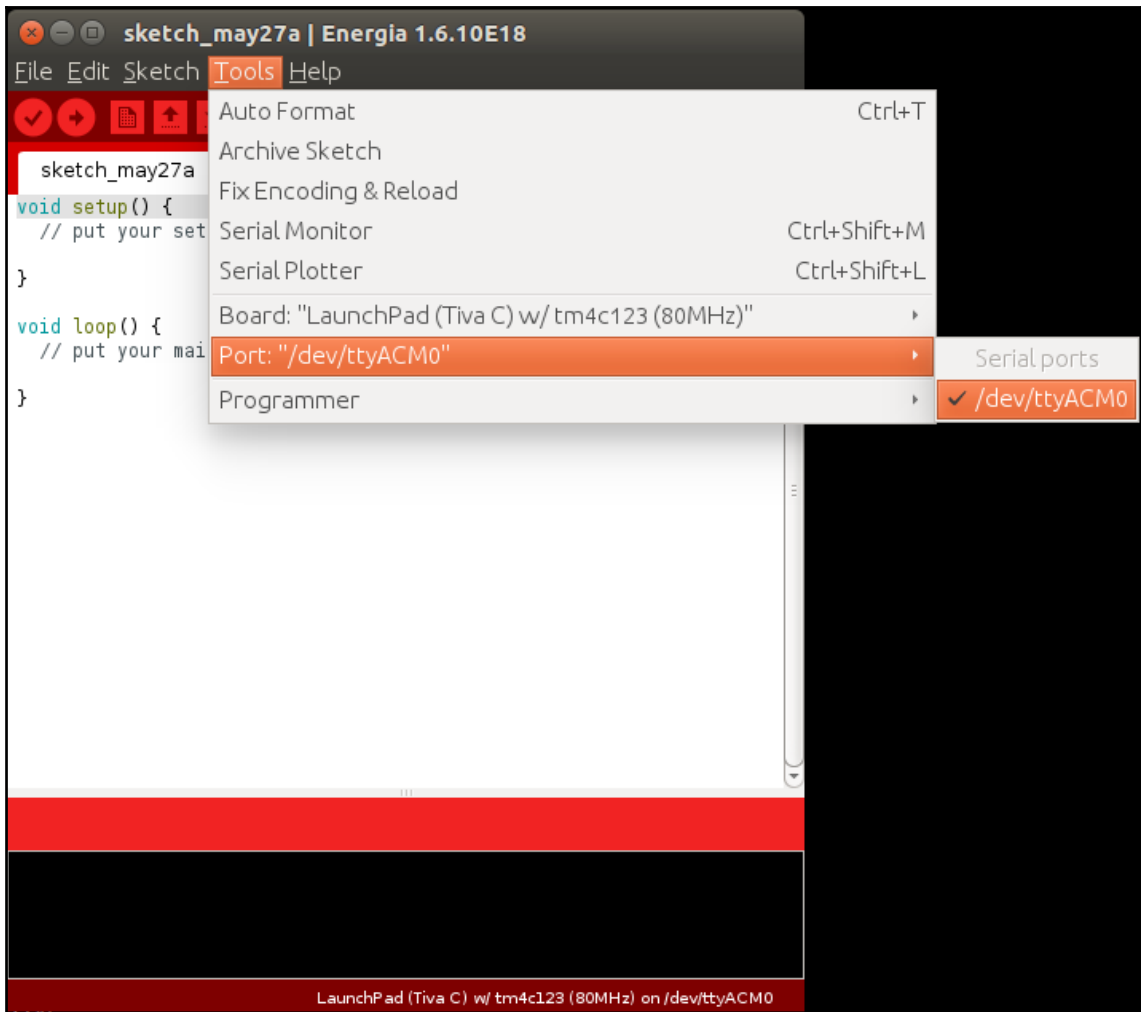 sketch_may27a | Energia 1.6.10E18
File Edit Sketch Tools Help
Auto Format Ctrl+T
Archive Sketch
sketch_may27a
Fix Encoding & Reload
void setup() {
// put your set
Serial Monitor Ctrl+Shift+M
Serial Plotter Ctrl+Shift+L
}
Board: "LaunchPad (Tiva C) w/ tm4c123 (80MHz)"
void loop() {
// put your mai
Port: "/dev/ttyACM0"
Serial ports
}
Programmer
/dev/ttyACM0
LaunchPad (Tiva C) w/ tm4c123 (80MHz) on /dev/ttyACM0